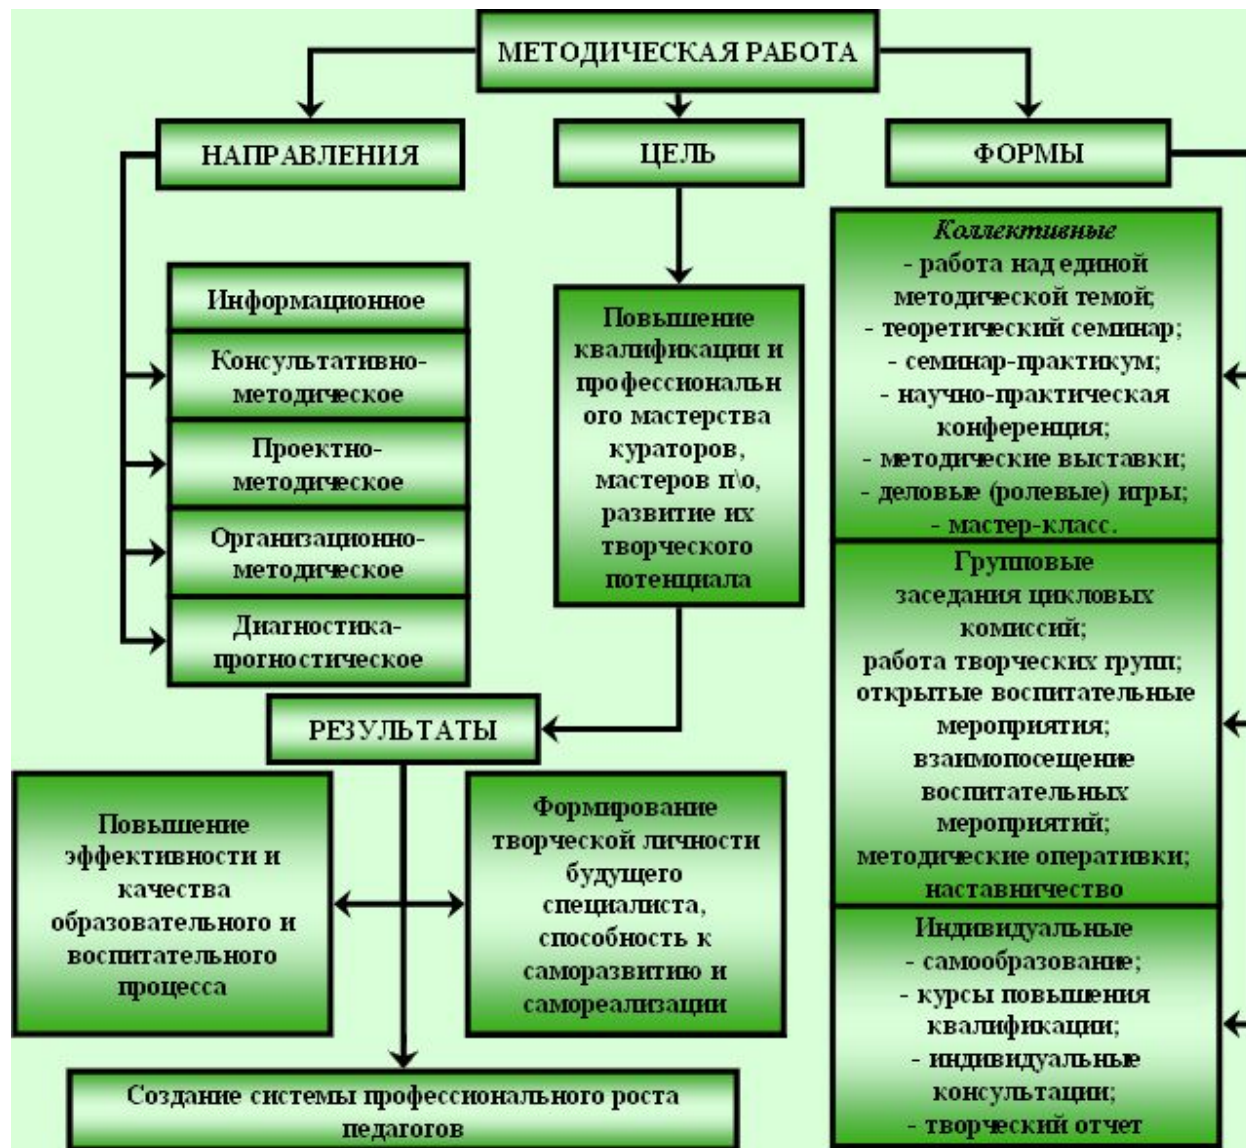 МЕТОДИЧЕСКАЯ РАБОТА
НАПРАВЛЕНИЯ
ЦЕЛЬ
ФОРМЫ
Информационное
Консультативно-
методическое
Проектно-
методическое
Организационно-
методическое
Диагностика-
прогностическое
Повышение
квалификации и
профессиональн
ого мастерства
кураторов,
мастеров п\о,
развитие их
творческого
потенциала
Коллективные
- работа над единой
методической темой;
- теоретический семинар;
- семинар-практикум;
- научно-практическая
конференция;
- методические выставки;
- деловые (ролевые) игры;
- мастер-класс.
Групповые
заседания цикловых
комиссий;
работа творческих групп;
открытые воспитательные
мероприятия;
взаимопосещение
воспитательных
мероприятий;
методические оперативки;
наставничество
Индивидуальные
- самообразование;
- курсы повышения
квалификации;
- индивидуальные
консультации;
- творческий отчет
РЕЗУЛЬТАТЫ
Повышение
эффективности и
качества
образовательного и
воспитательного
процесса
Формирование
творческой личности
будущего
специалиста,
способность к
саморазвитию и
самореализации
Создание системы профессионального роста
педагогов